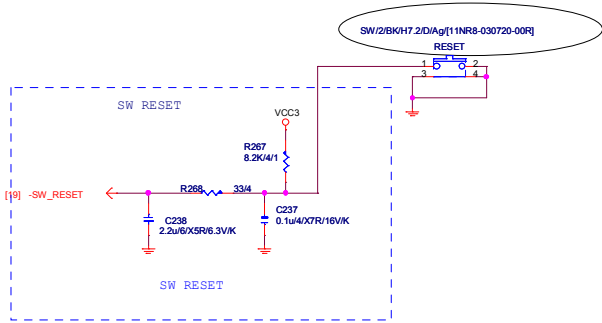 SW/2/BK/H7.2/D/Ag/[11NR8-030720-00R]
RESET
1 2
3 4
SW RESET
VCC3
R267
8.2K/4/1
[19] -SW_RESET
R268 33/4
C238
2.2u/6/X5R/6.3V/K
C237
0.1u/4/X7R/16V/K
SW RESET